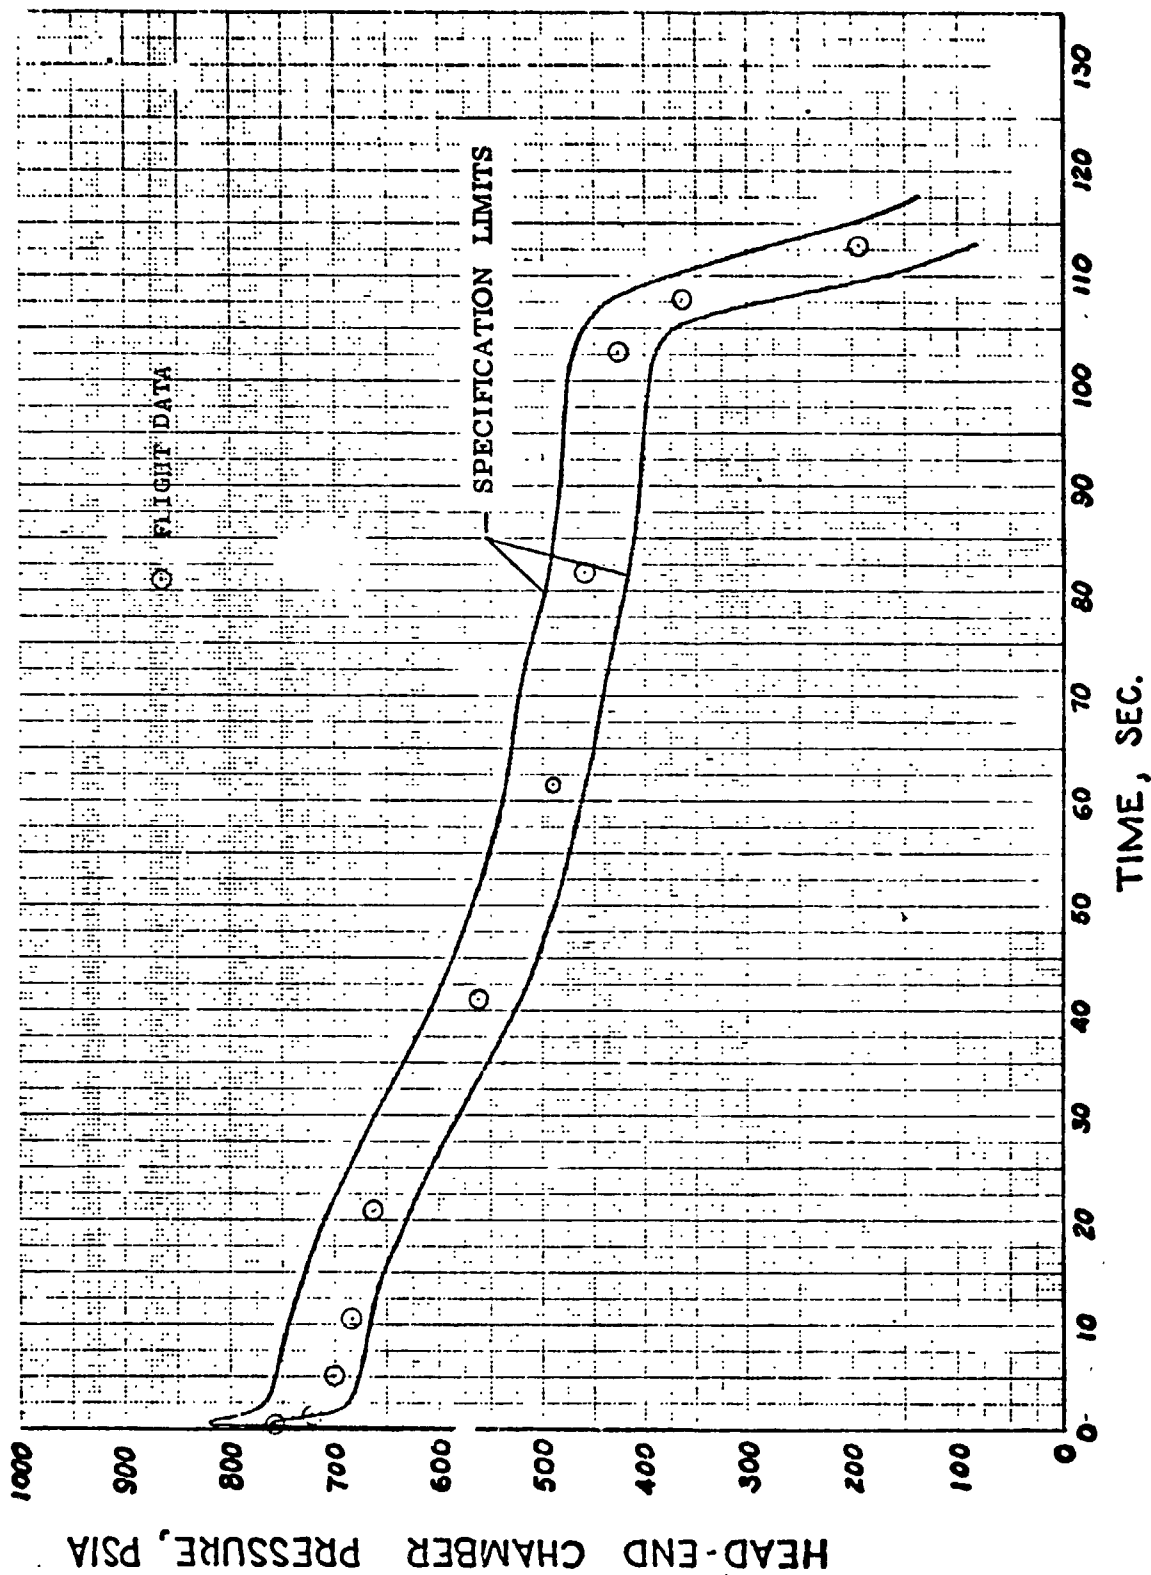 HEAD-END CHAMBER PRESSURE, PSIA
1000
900
800
700
600
500
400
300
200
100
0
FLIGHT DATA
SPECIFICATION LIMITS
0 10 20 30 40 50 60 70 80 90 100 110 120 130
TIME, SEC.